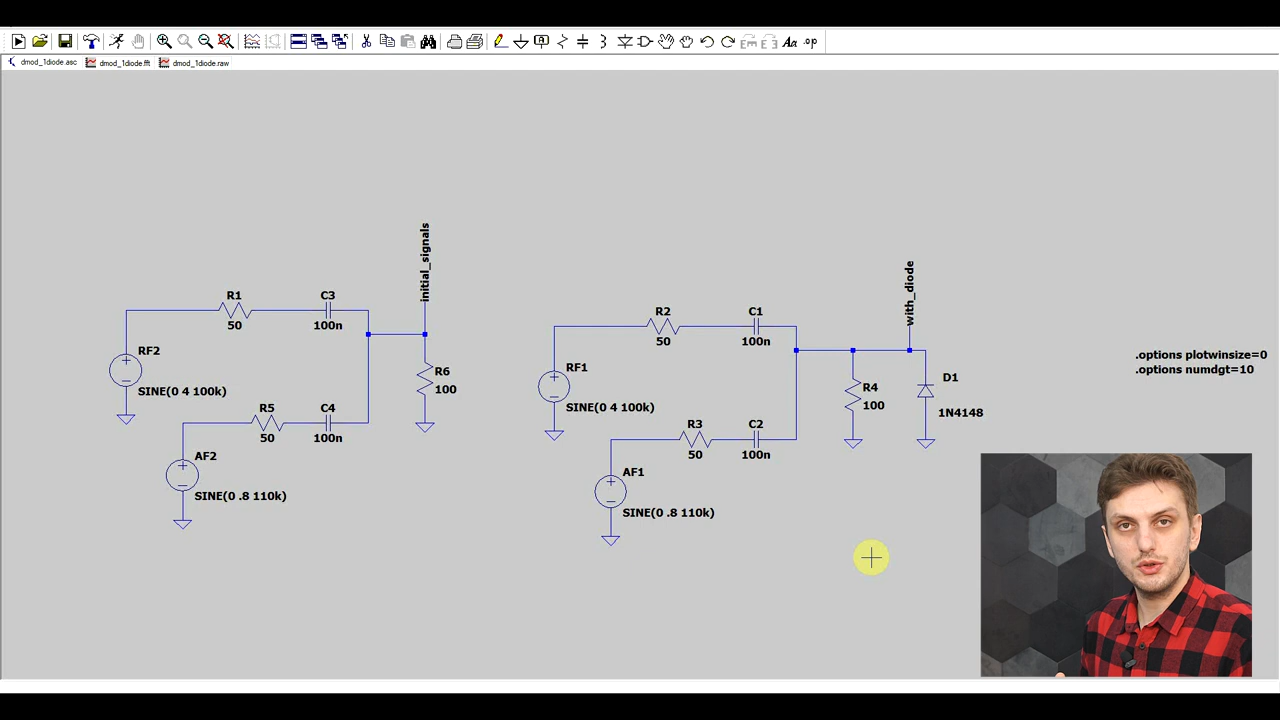 dmod_1diode.asc
dmod_1diode.fft
dmod_1diode.raw
Aa
.op
initial_signals
R1
50
C3
100n
RF2
SINE(0 4 100k)
R6
100
R5
50
C4
100n
AF2
SINE(0 .8 110k)
with_diode
R2
50
C1
100n
RF1
SINE(0 4 100k)
R4
100
D1
1N4148
R3
50
C2
100n
AF1
SINE(0 .8 110k)
.options plotwinsize=0
.options numdgt=10